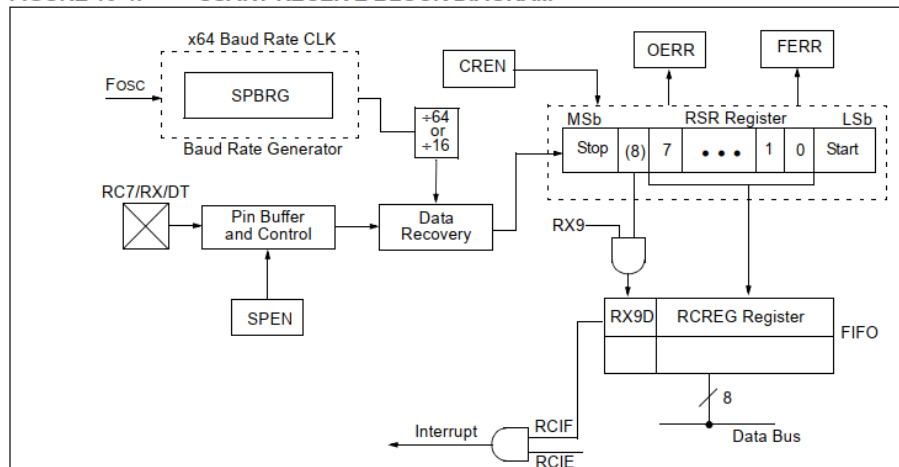 x64 Baud Rate CLK
FOSC
SPBRG
Baud Rate Generator
÷64
or
÷16
CREN
OERR
FERR
MSb
RSR Register
LSb
Stop
(8)
7
• • •
1
0
Start
RC7/RX/DT
Pin Buffer
and Control
Data
Recovery
SPEN
RX9
RX9D
RCREG Register
FIFO
8
Data Bus
Interrupt
RCIF
RCIE